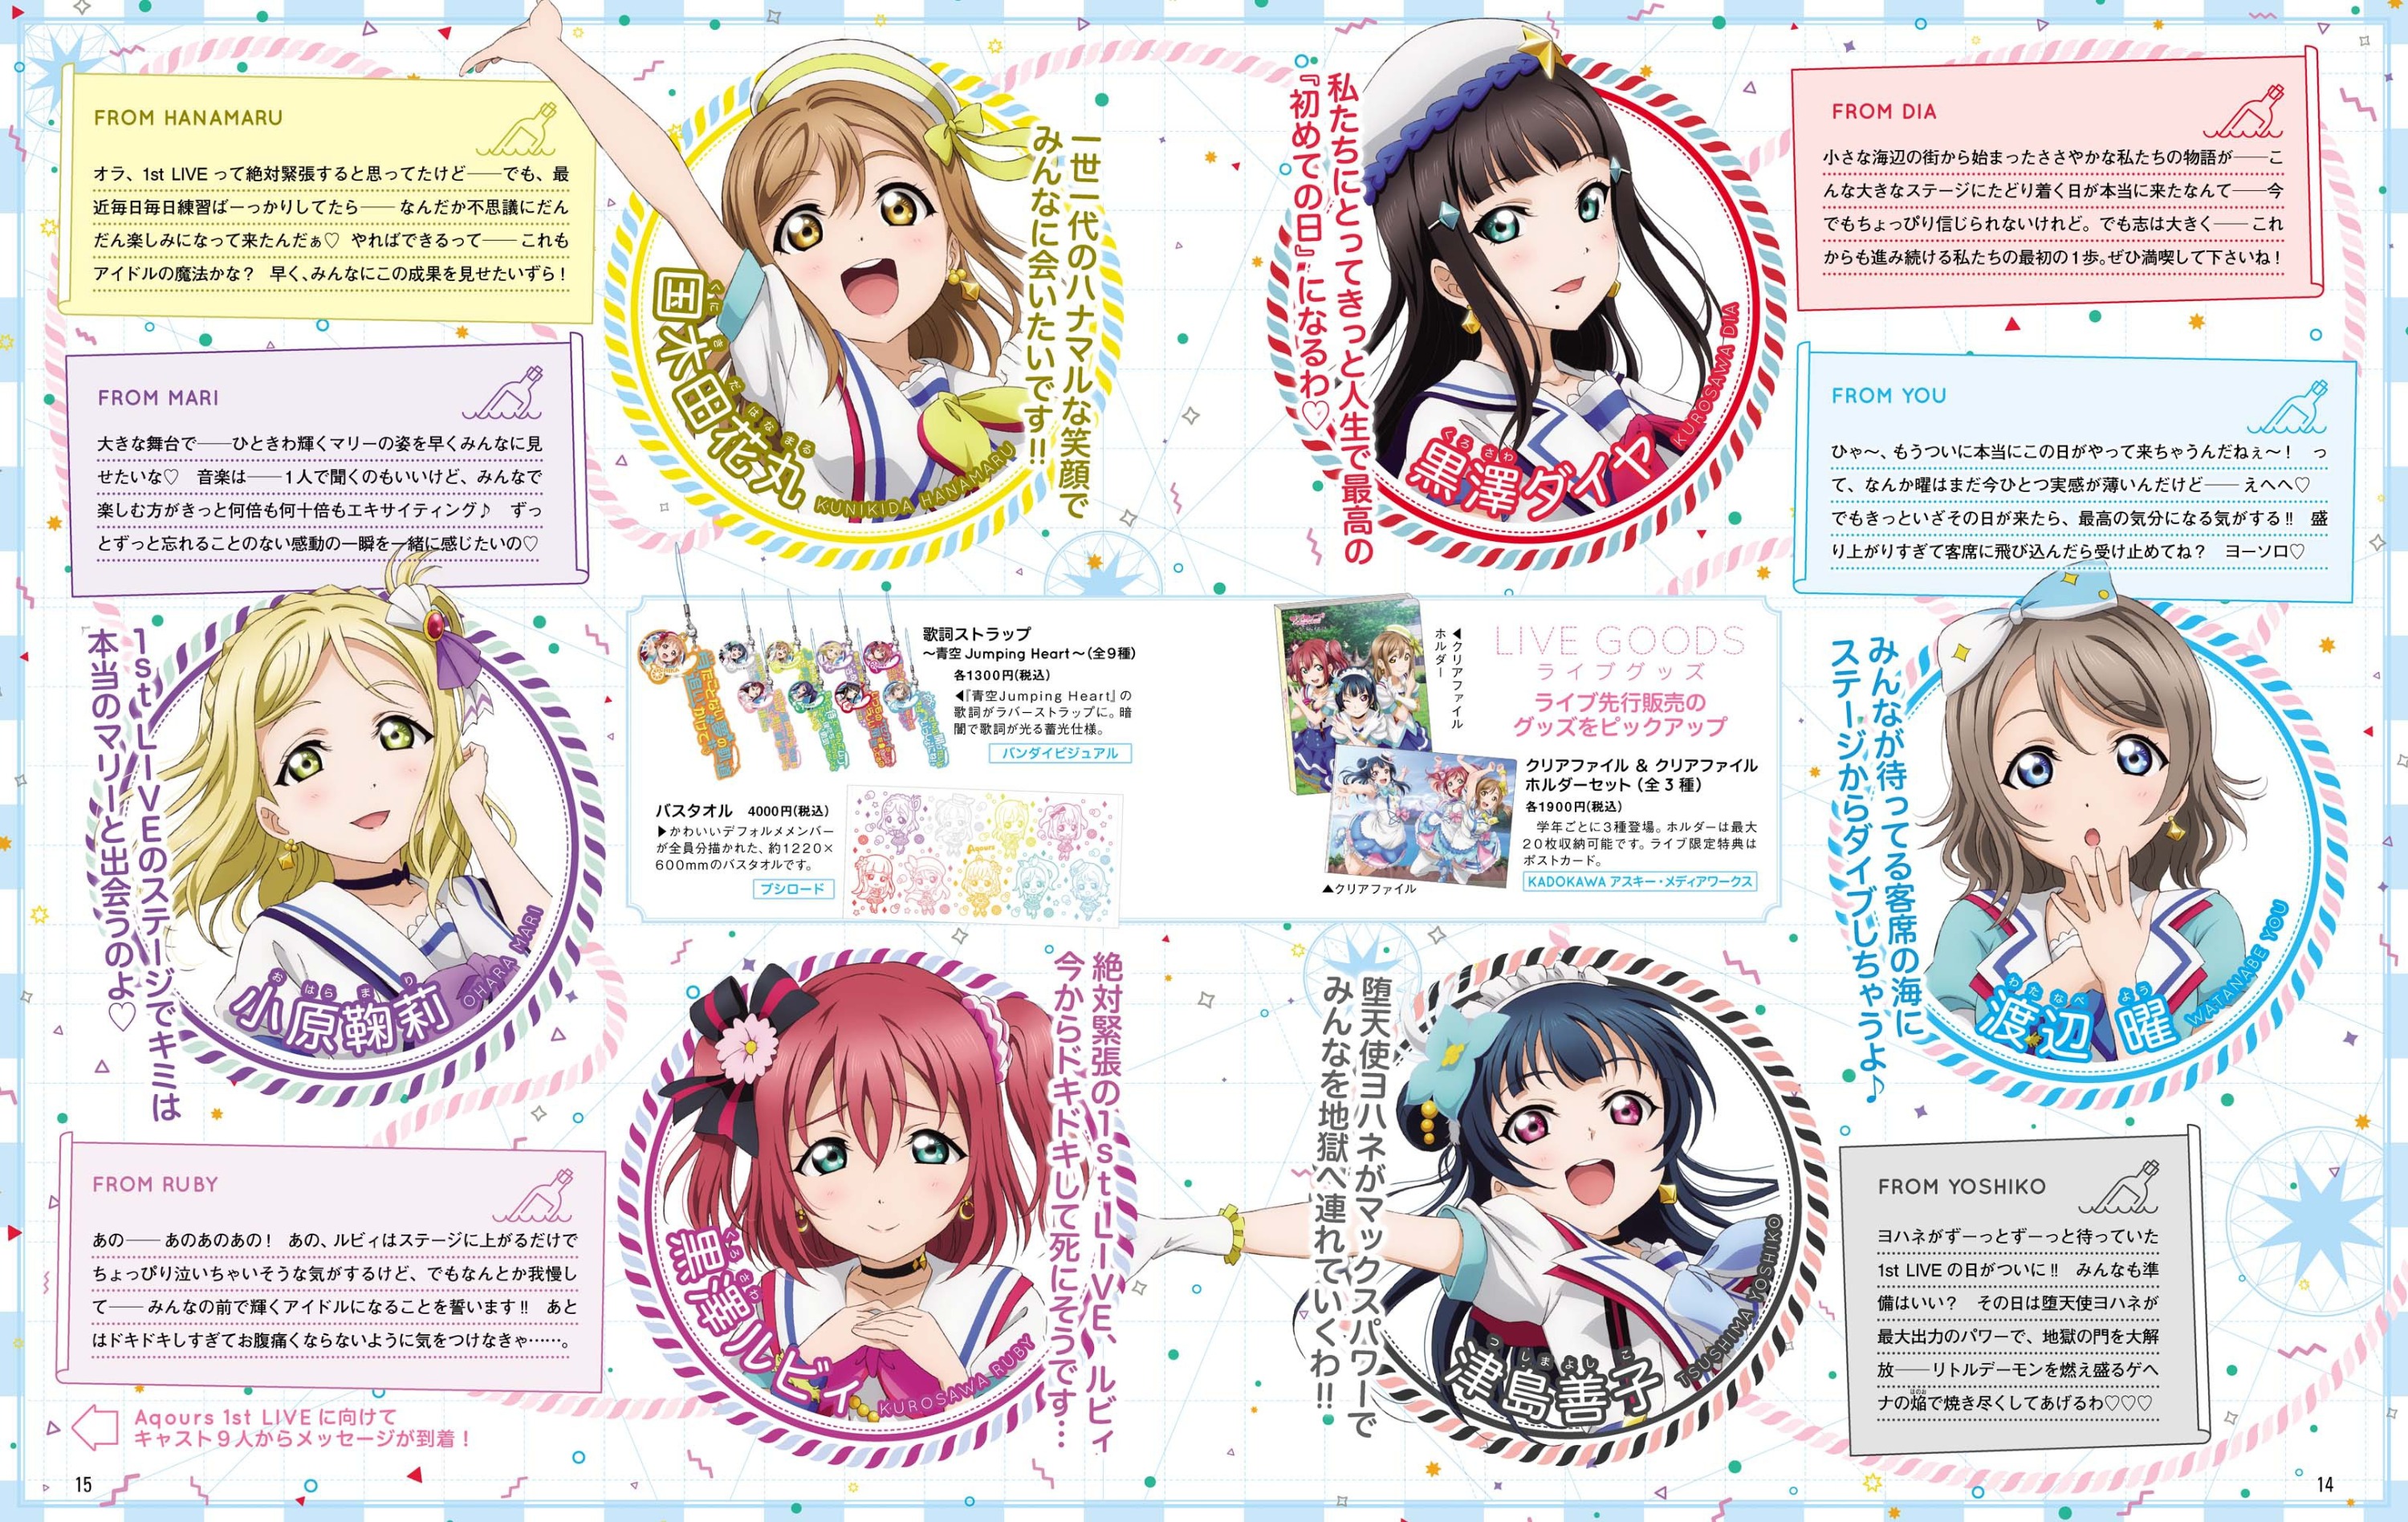 FROM DIA
小さな海辺の街から始まったささやかな私たちの物語が――こ
んな大きなステージにたどり着く日が本当に来たなんて――今
でもちょっぴり信じられないけれど。でも志は大きく――これ
からも進み続ける私たちの最初の1歩。ぜひ満喫して下さいね！
私たちにとってきっと人生で最高の
『初めての日』になるわ♡
くろさわ
黒澤ダイヤ
KUROSAWA DIA
FROM YOU
ひゃ～、もうついに本当にこの日がやって来ちゃうんだねぇ～！　っ
て、なんか曜はまだ今ひとつ実感が薄いんだけど――えへへ♡
でもきっといざその日が来たら、最高の気分になる気がする!!　盛
り上がりすぎて客席に飛び込んだら受け止めてね？　ヨーソロ♡
みんなが待ってる客席の海に
ステージからダイブしちゃうよ♪
わたなべ よう
渡辺 曜
WATANABE YOU
LIVE GOODS
ライブグッズ
ライブ先行販売の
グッズをピックアップ
◀クリアファイル
ホルダー
クリアファイル & クリアファイル
ホルダーセット（全3種）
各1900円(税込)
学年ごとに3種登場。ホルダーは最大
20枚収納可能です。ライブ限定特典は
ポストカード。
KADOKAWA アスキー・メディアワークス
▲クリアファイル
FROM YOSHIKO
ヨハネがずーっとずーっと待っていた
1st LIVE の日がついに!!　みんなも準
備はいい？　その日は堕天使ヨハネが
最大出力のパワーで、地獄の門を大解
放――リトルデーモンを燃え盛るゲヘ
ほのお
ナの焔で焼き尽くしてあげるわ♡♡♡
堕天使ヨハネがマックスパワーで
みんなを地獄へ連れていくわ!!
つしまよしこ
津島善子
TSUSHIMA YOSHIKO
14
一世一代のハナマルな笑顔で
みんなに会いたいです!!
くにきだはなまる
国木田花丸
KUNIKIDA HANAMARU
FROM HANAMARU
オラ、1st LIVE って絶対緊張すると思ってたけど――でも、最
近毎日毎日練習ばーっかりしてたら――なんだか不思議にだん
だん楽しみになって来たんだぁ♡　やればできるって――これも
アイドルの魔法かな？　早く、みんなにこの成果を見せたいずら！
FROM MARI
大きな舞台で――ひときわ輝くマリーの姿を早くみんなに見
せたいな♡　音楽は――1人で聞くのもいいけど、みんなで
楽しむ方がきっと何倍も何十倍もエキサイティング♪　ずっ
とずっと忘れることのない感動の一瞬を一緒に感じたいの♡
1st LIVEのステージでキミは
本当のマリーと出会うのよ♡
おはら まり
小原鞠莉
OHARA MARI
歌詞ストラップ
～青空Jumping Heart～（全9種）
各1300円(税込)
◀『青空Jumping Heart』の
歌詞がラバーストラップに。暗
闇で歌詞が光る蓄光仕様。
バンダイビジュアル
バスタオル　4000円(税込)
▶かわいいデフォルメメンバー
が全員分描かれた、約1220×
600mmのバスタオルです。
ブシロード
Aqours
絶対緊張の1st LIVE、ルビィ
今からドキドキして死にそうです…
くろさわ
黒澤ルビィ
KUROSAWA RUBY
FROM RUBY
あの――あのあのあの！　あの、ルビィはステージに上がるだけで
ちょっぴり泣いちゃいそうな気がするけど、でもなんとか我慢し
て――みんなの前で輝くアイドルになることを誓います!!　あと
はドキドキしすぎてお腹痛くならないように気をつけなきゃ……。
Aqours 1st LIVE に向けて
キャスト9人からメッセージが到着！
15